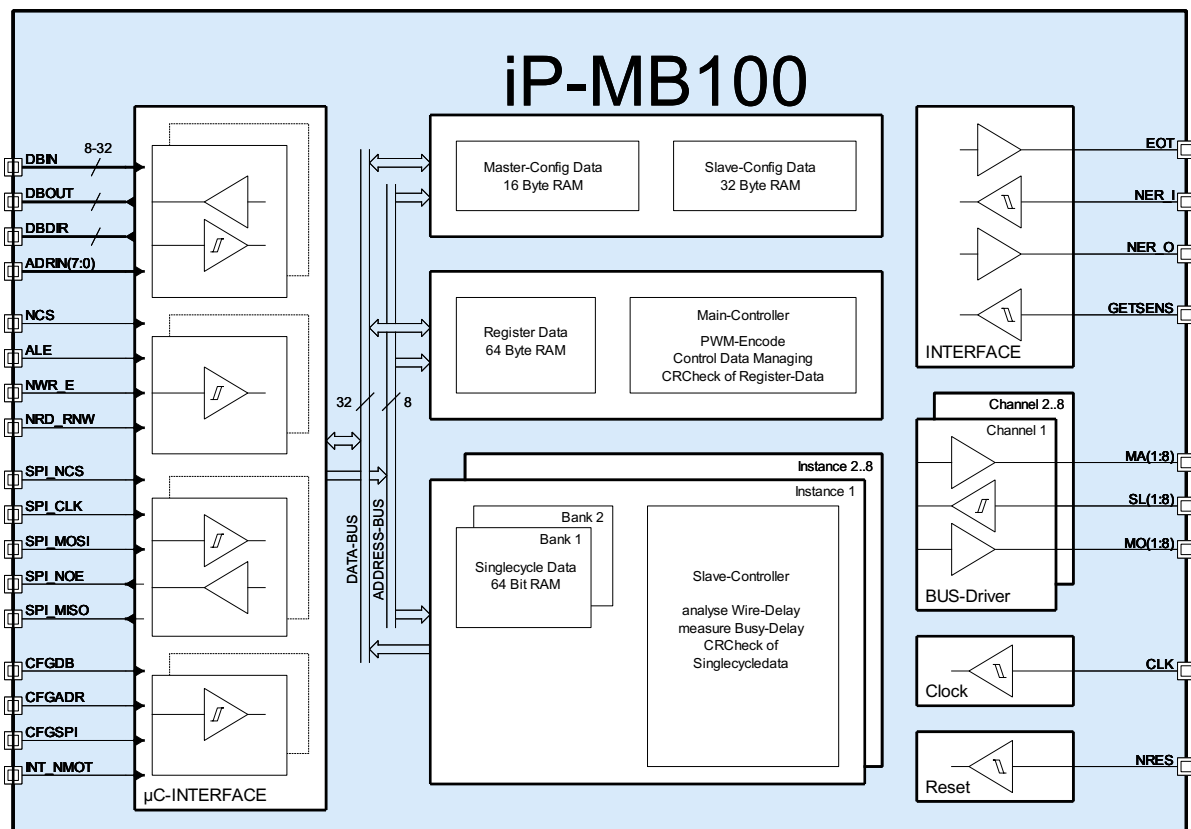 iP-MB100
DBIN
8-32
DBOUT
DBDIR
ADRIN(7:0)
NCS
ALE
NWR_E
NRD_RNW
SPI_NCS
SPI_CLK
SPI_MOSI
SPI_NOE
SPI_MISO
CFGDB
CFGADR
CFGSPI
INT_NMOT
µC-INTERFACE
32
8
DATA-BUS
ADDRESS-BUS
Master-Config Data
16 Byte RAM
Slave-Config Data
32 Byte RAM
Register Data
64 Byte RAM
Main-Controller
PWM-Encode
Control Data Managing
CRCheck of Register-Data
Instance 2..8
Instance 1
Bank 2
Bank 1
Singlecycle Data
64 Bit RAM
Slave-Controller
analyse Wire-Delay
measure Busy-Delay
CRCheck of
Singlecycledata
EOT
NER_I
NER_O
GETSENS
INTERFACE
Channel 2..8
Channel 1
MA(1:8)
SL(1:8)
MO(1:8)
BUS-Driver
CLK
Clock
NRES
Reset